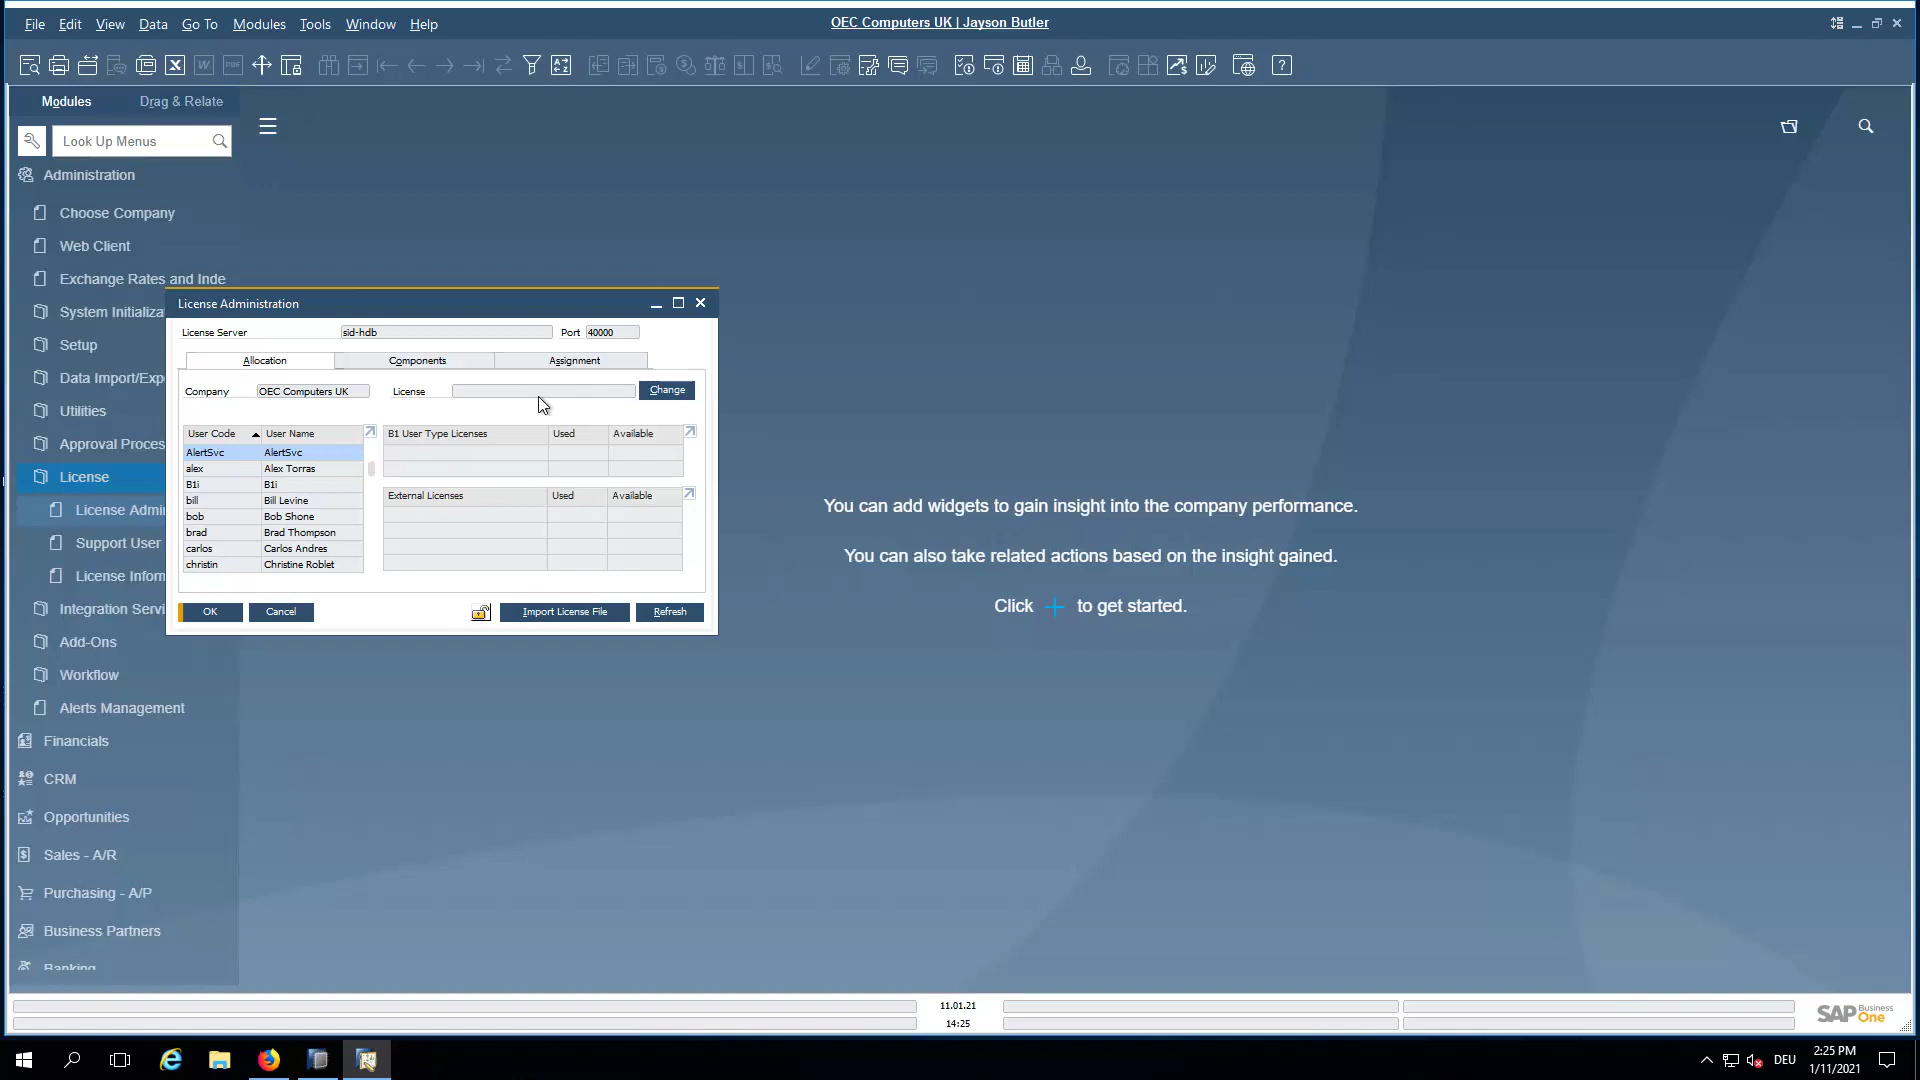 File Edit View Data Go To Modules Tools Window Help
OEC Computers UK | Jayson Butler
Modules Drag & Relate
Look Up Menus
Administration
Choose Company
Web Client
Exchange Rates and Inde
System Initializa
Setup
Data Import/Exp
Utilities
Approval Proces
License
License Admi
Support User
License Infom
Integration Servi
Add-Ons
Workflow
Alerts Management
Financials
CRM
Opportunities
Sales - A/R
Purchasing - A/P
Business Partners
Banking
License Administration
License Server sid-hdb Port 40000
Allocation Components Assignment
Company OEC Computers UK License Change
User Code User Name
AlertSvc AlertSvc
alex Alex Torras
B1i B1i
bill Bill Levine
bob Bob Shone
brad Brad Thompson
carlos Carlos Andres
christin Christine Roblet
B1 User Type Licenses Used Available
External Licenses Used Available
OK Cancel Import License File Refresh
You can add widgets to gain insight into the company performance.
You can also take related actions based on the insight gained.
Click + to get started.
11.01.21
14:25
SAP Business One
DEU
2:25 PM
1/11/2021